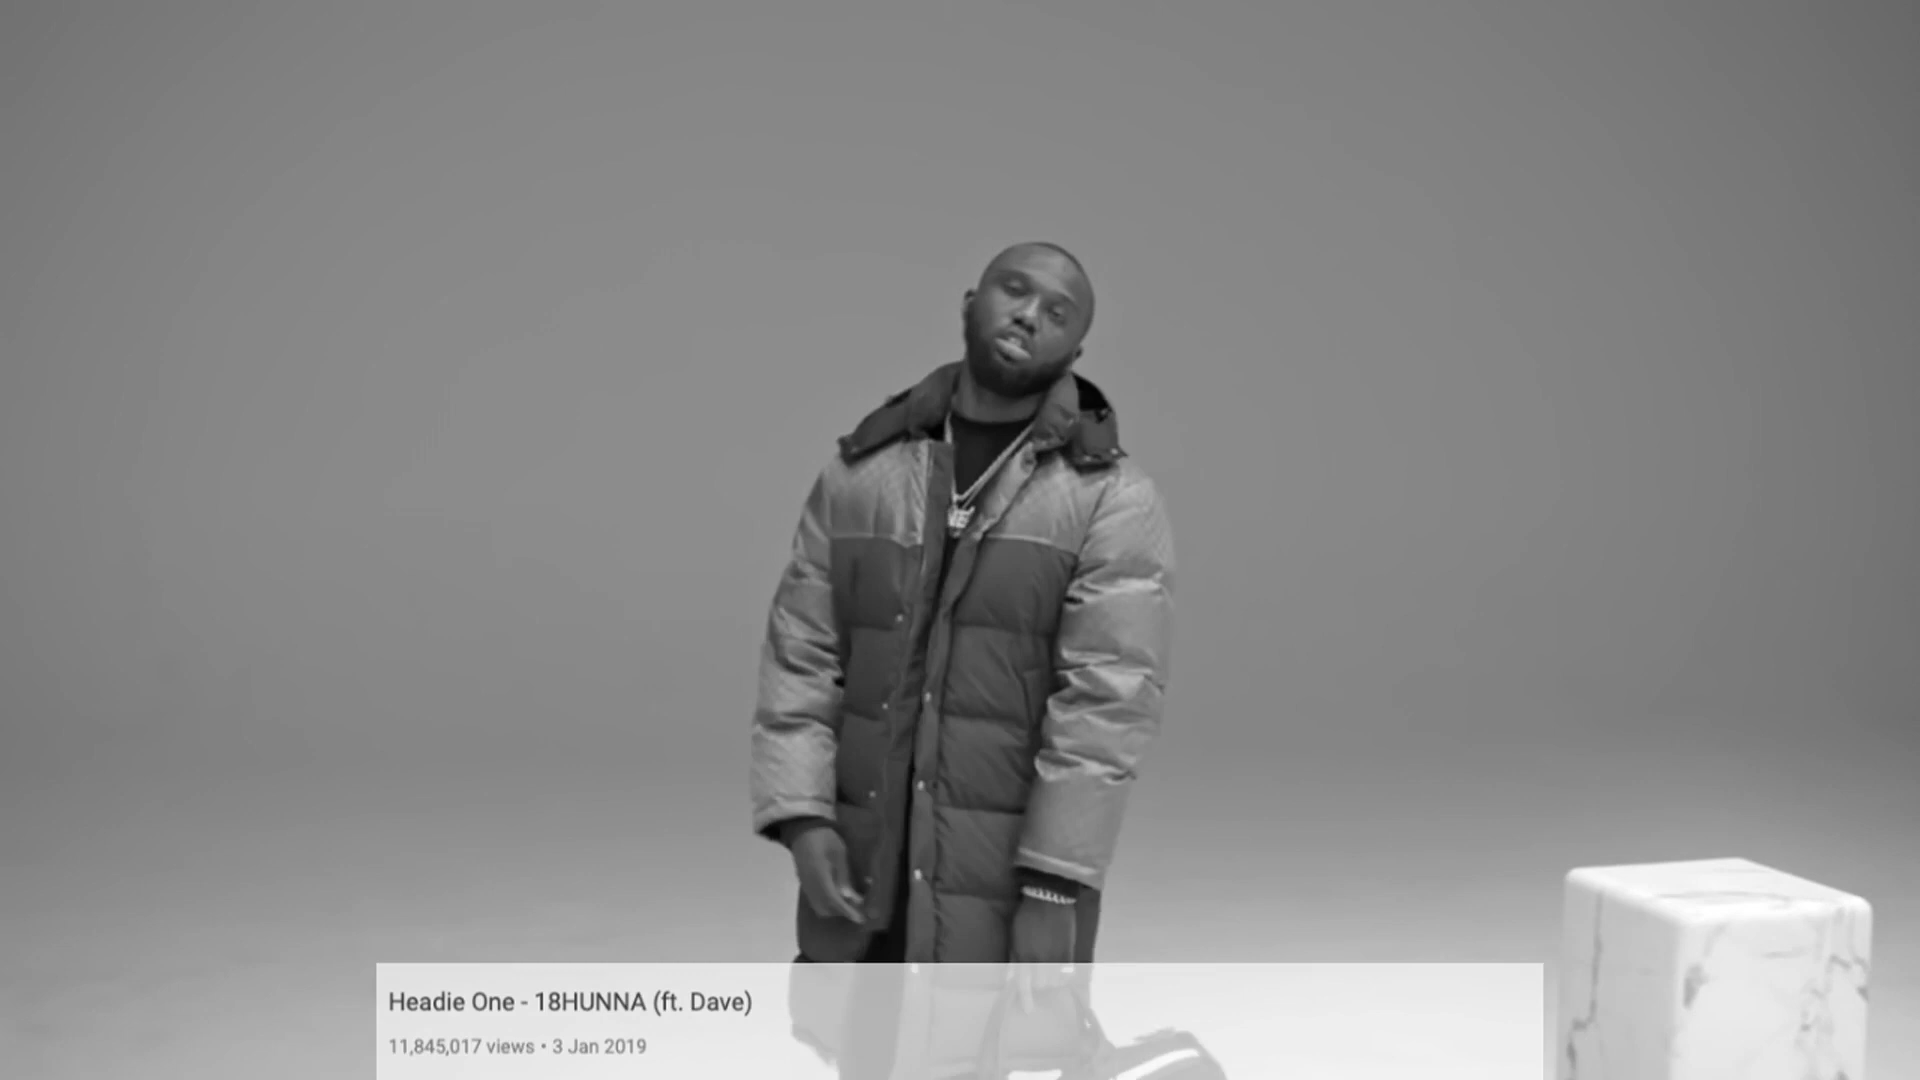 Headie One - 18HUNNA (ft. Dave)
11,845,017 views • 3 Jan 2019